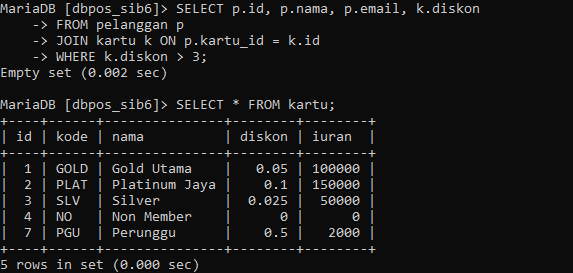 MariaDB [dbpos_sib6]> SELECT p.id, p.nama, p.email, k.diskon
    -> FROM pelanggan p
    -> JOIN kartu k ON p.kartu_id = k.id
    -> WHERE k.diskon > 3;
Empty set (0.002 sec)

MariaDB [dbpos_sib6]> SELECT * FROM kartu;
+----+------+---------------+--------+--------+
| id | kode | nama          | diskon | iuran  |
+----+------+---------------+--------+--------+
|  1 | GOLD | Gold Utama    |   0.05 | 100000 |
|  2 | PLAT | Platinum Jaya |    0.1 | 150000 |
|  3 | SLV  | Silver        |  0.025 |  50000 |
|  4 | NO   | Non Member    |      0 |      0 |
|  7 | PGU  | Perunggu      |    0.5 |   2000 |
+----+------+---------------+--------+--------+
5 rows in set (0.000 sec)